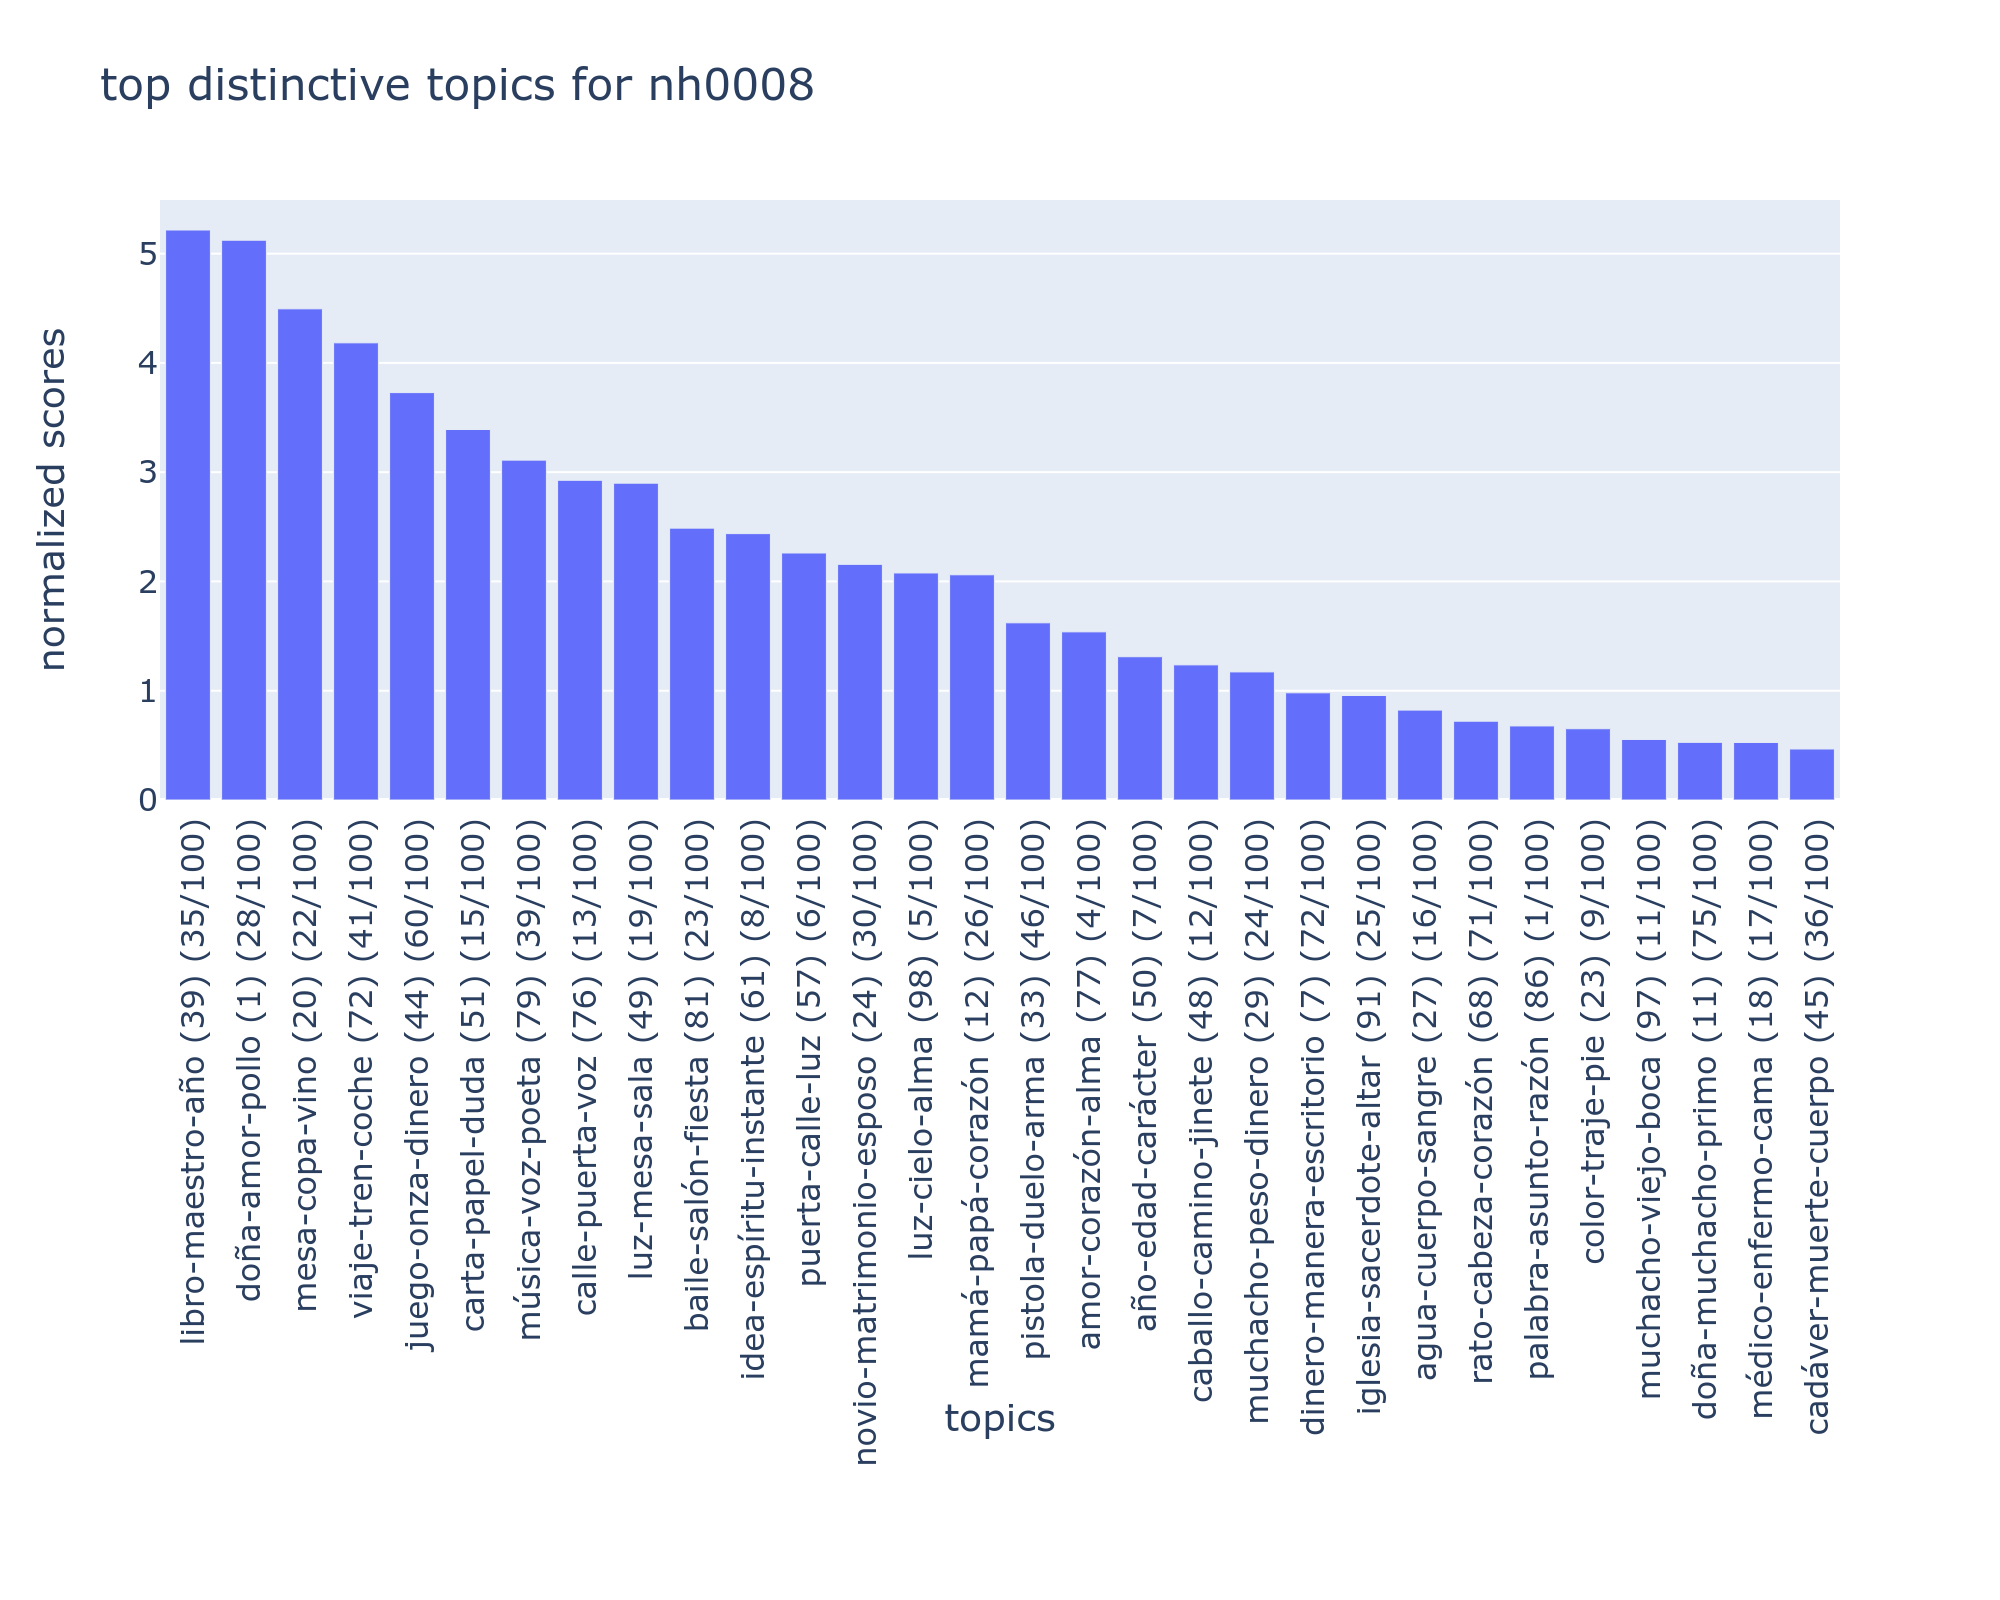 top distinctive topics for nh0008
normalized scores
5
4
3
2
1
0
libro-maestro-año (39) (35/100)
doña-amor-pollo (1) (28/100)
mesa-copa-vino (20) (22/100)
viaje-tren-coche (72) (41/100)
juego-onza-dinero (44) (60/100)
carta-papel-duda (51) (15/100)
música-voz-poeta (79) (39/100)
calle-puerta-voz (76) (13/100)
luz-mesa-sala (49) (19/100)
baile-salón-fiesta (81) (23/100)
idea-espíritu-instante (61) (8/100)
puerta-calle-luz (57) (6/100)
novio-matrimonio-esposo (24) (30/100)
luz-cielo-alma (98) (5/100)
mamá-papá-corazón (12) (26/100)
pistola-duelo-arma (33) (46/100)
amor-corazón-alma (77) (4/100)
año-edad-carácter (50) (7/100)
caballo-camino-jinete (48) (12/100)
muchacho-peso-dinero (29) (24/100)
dinero-manera-escritorio (7) (72/100)
iglesia-sacerdote-altar (91) (25/100)
agua-cuerpo-sangre (27) (16/100)
rato-cabeza-corazón (68) (71/100)
palabra-asunto-razón (86) (1/100)
color-traje-pie (23) (9/100)
muchacho-viejo-boca (97) (11/100)
doña-muchacho-primo (11) (75/100)
médico-enfermo-cama (18) (17/100)
cadáver-muerte-cuerpo (45) (36/100)
topics